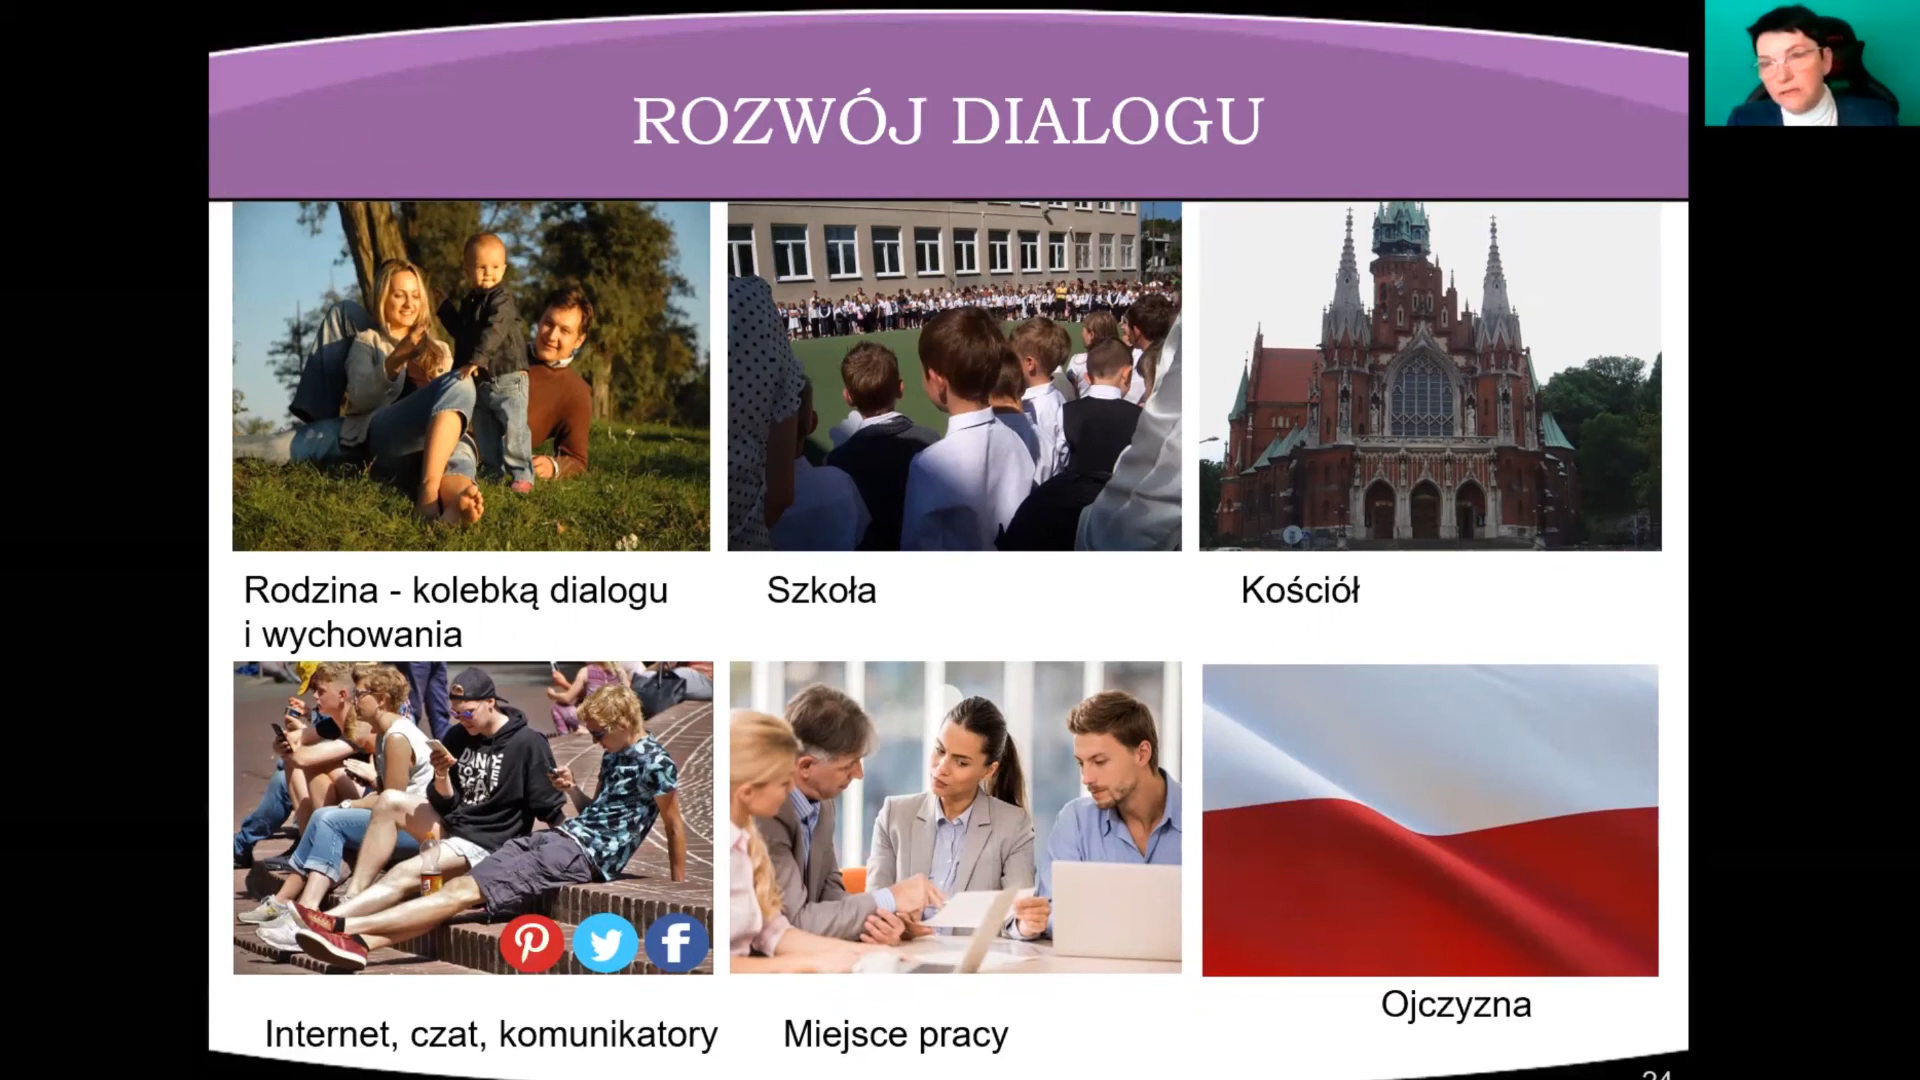 ROZWÓJ DIALOGU
Rodzina - kolebką dialogu
i wychowania
Szkoła
Kościół
Internet, czat, komunikatory
Miejsce pracy
Ojczyzna